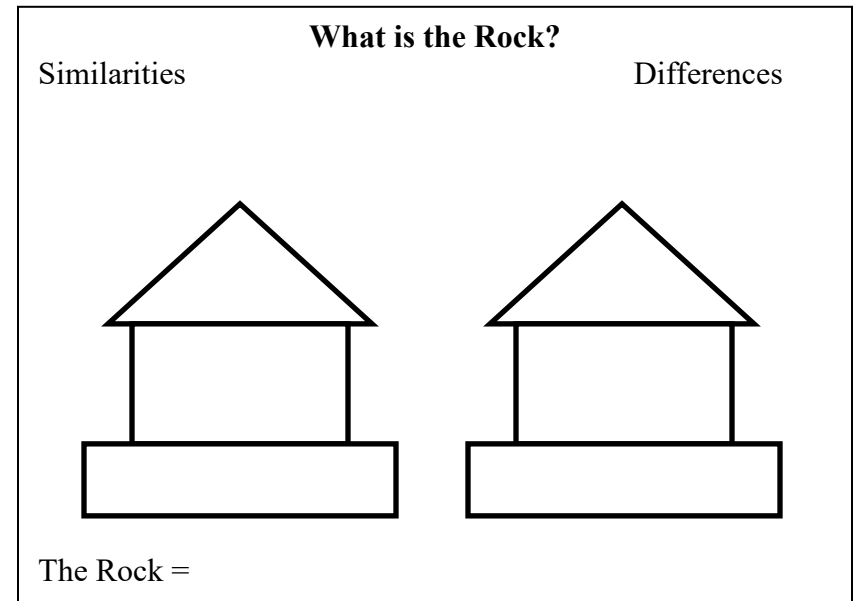 What is the Rock?
Similarities Differences
The Rock =